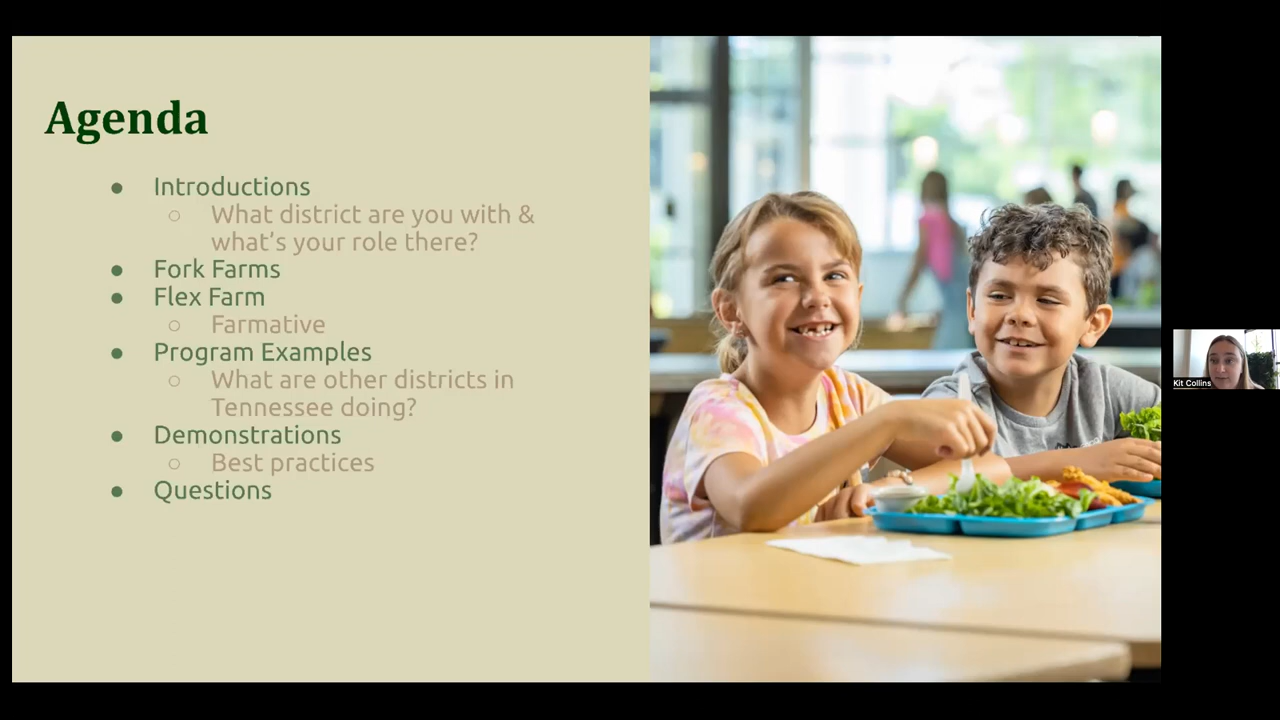 Agenda
● Introductions
○ What district are you with &
what's your role there?
● Fork Farms
● Flex Farm
○ Farmative
● Program Examples
○ What are other districts in
Tennessee doing?
● Demonstrations
○ Best practices
● Questions
Kit Collins